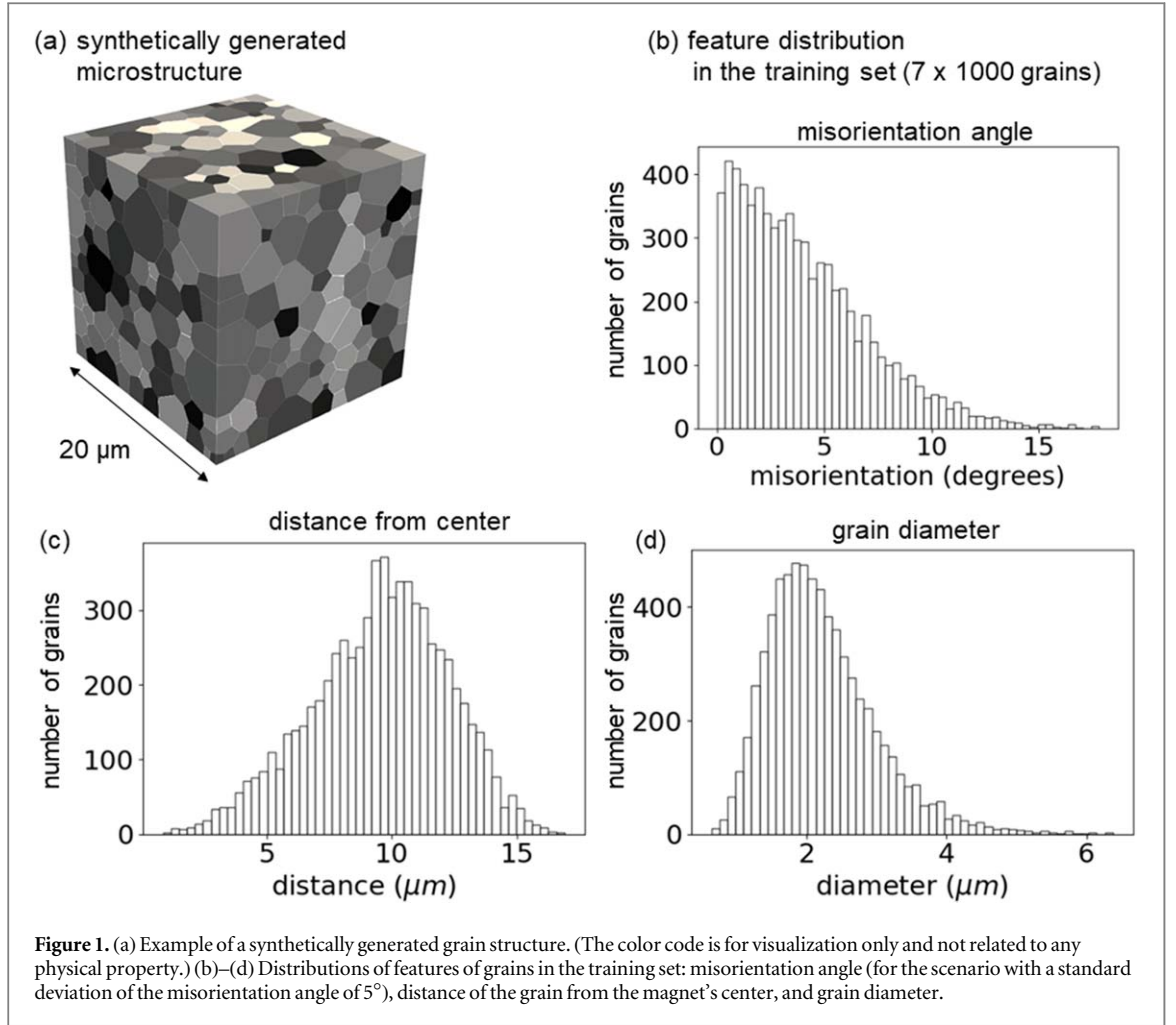 (a) synthetically generated
microstructure
20 μm
(b) feature distribution
in the training set (7 x 1000 grains)
misorientation angle
number of grains
400
300
200
100
0
0 5 10 15
misorientation (degrees)
(c)
distance from center
number of grains
300
200
100
0
5 10 15
distance (μm)
(d)
grain diameter
number of grains
400
200
0
2 4 6
diameter (μm)
Figure 1. (a) Example of a synthetically generated grain structure. (The color code is for visualization only and not related to any
physical property.) (b)–(d) Distributions of features of grains in the training set: misorientation angle (for the scenario with a standard
deviation of the misorientation angle of 5°), distance of the grain from the magnet's center, and grain diameter.